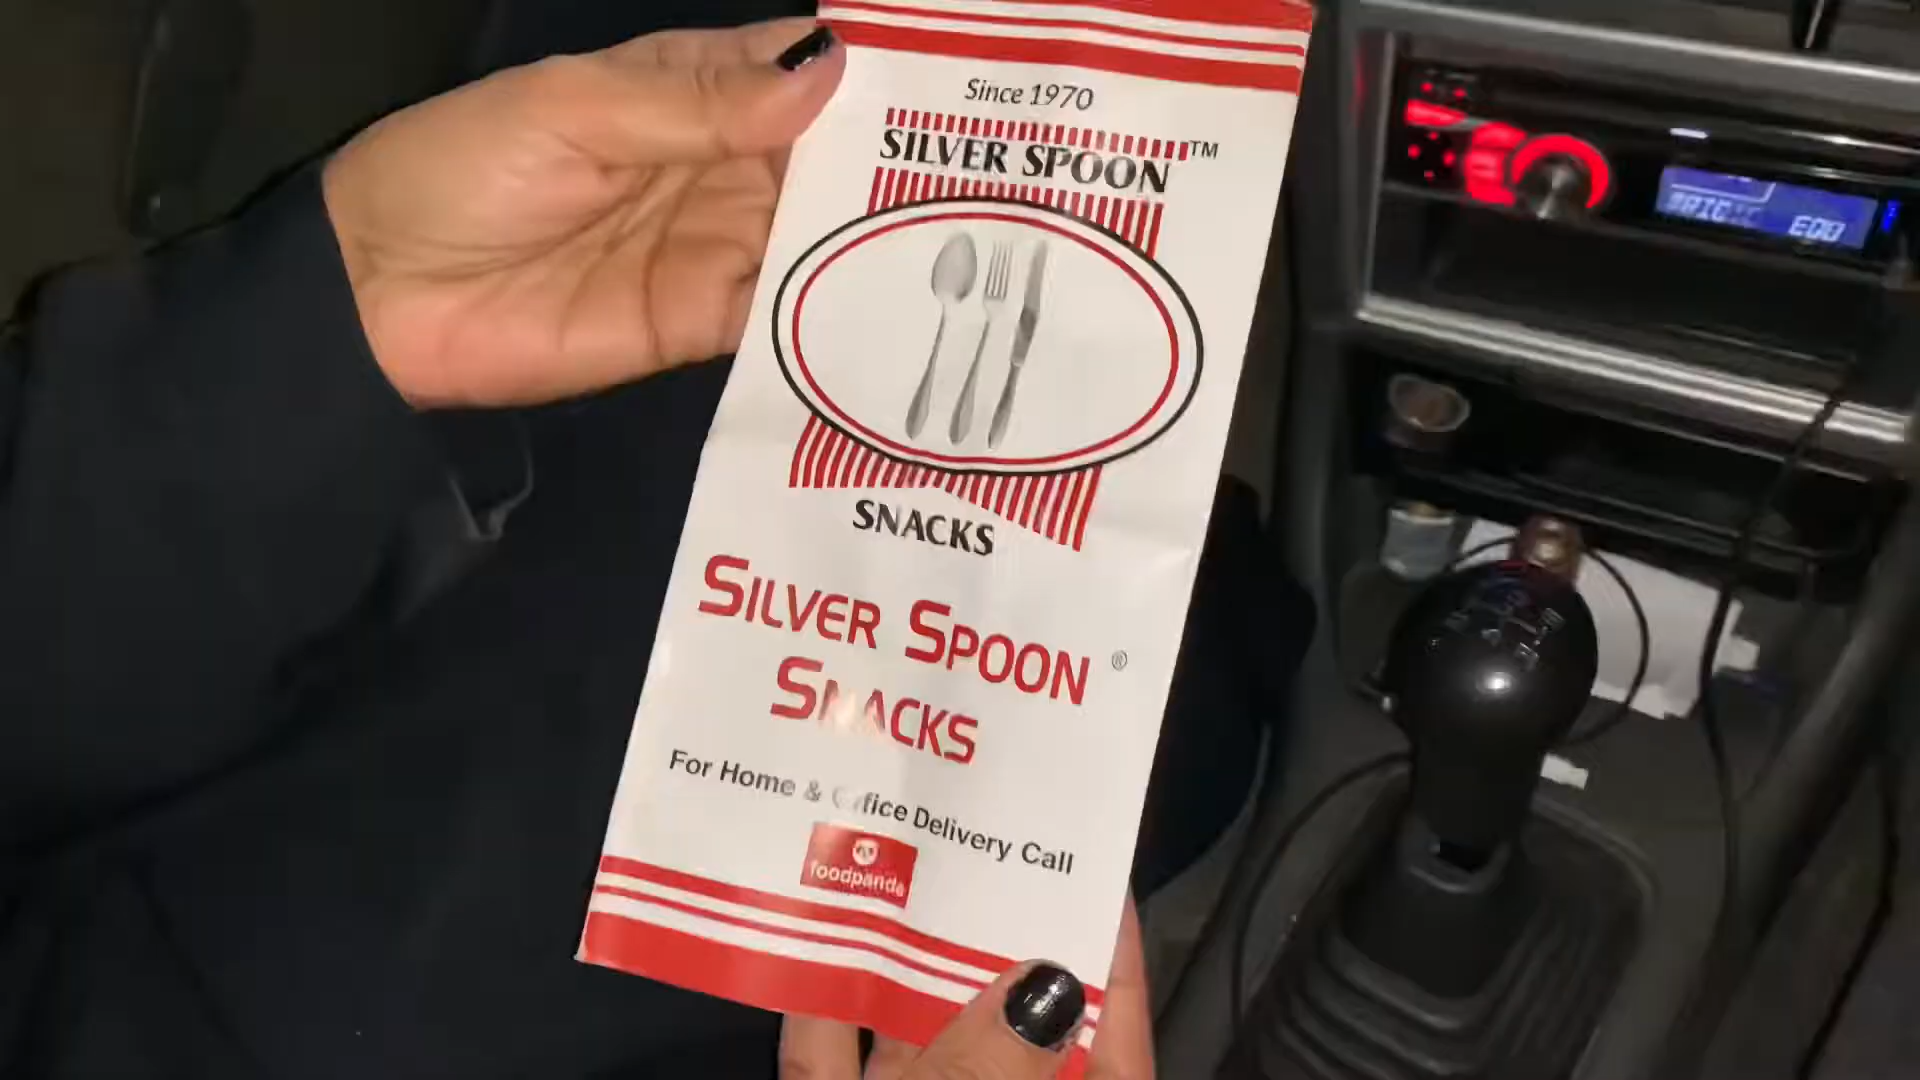 Since 1970
SILVER SPOON™
SNACKS
SILVER SPOON ®
SNACKS
For Home & Office Delivery Call
foodpanda